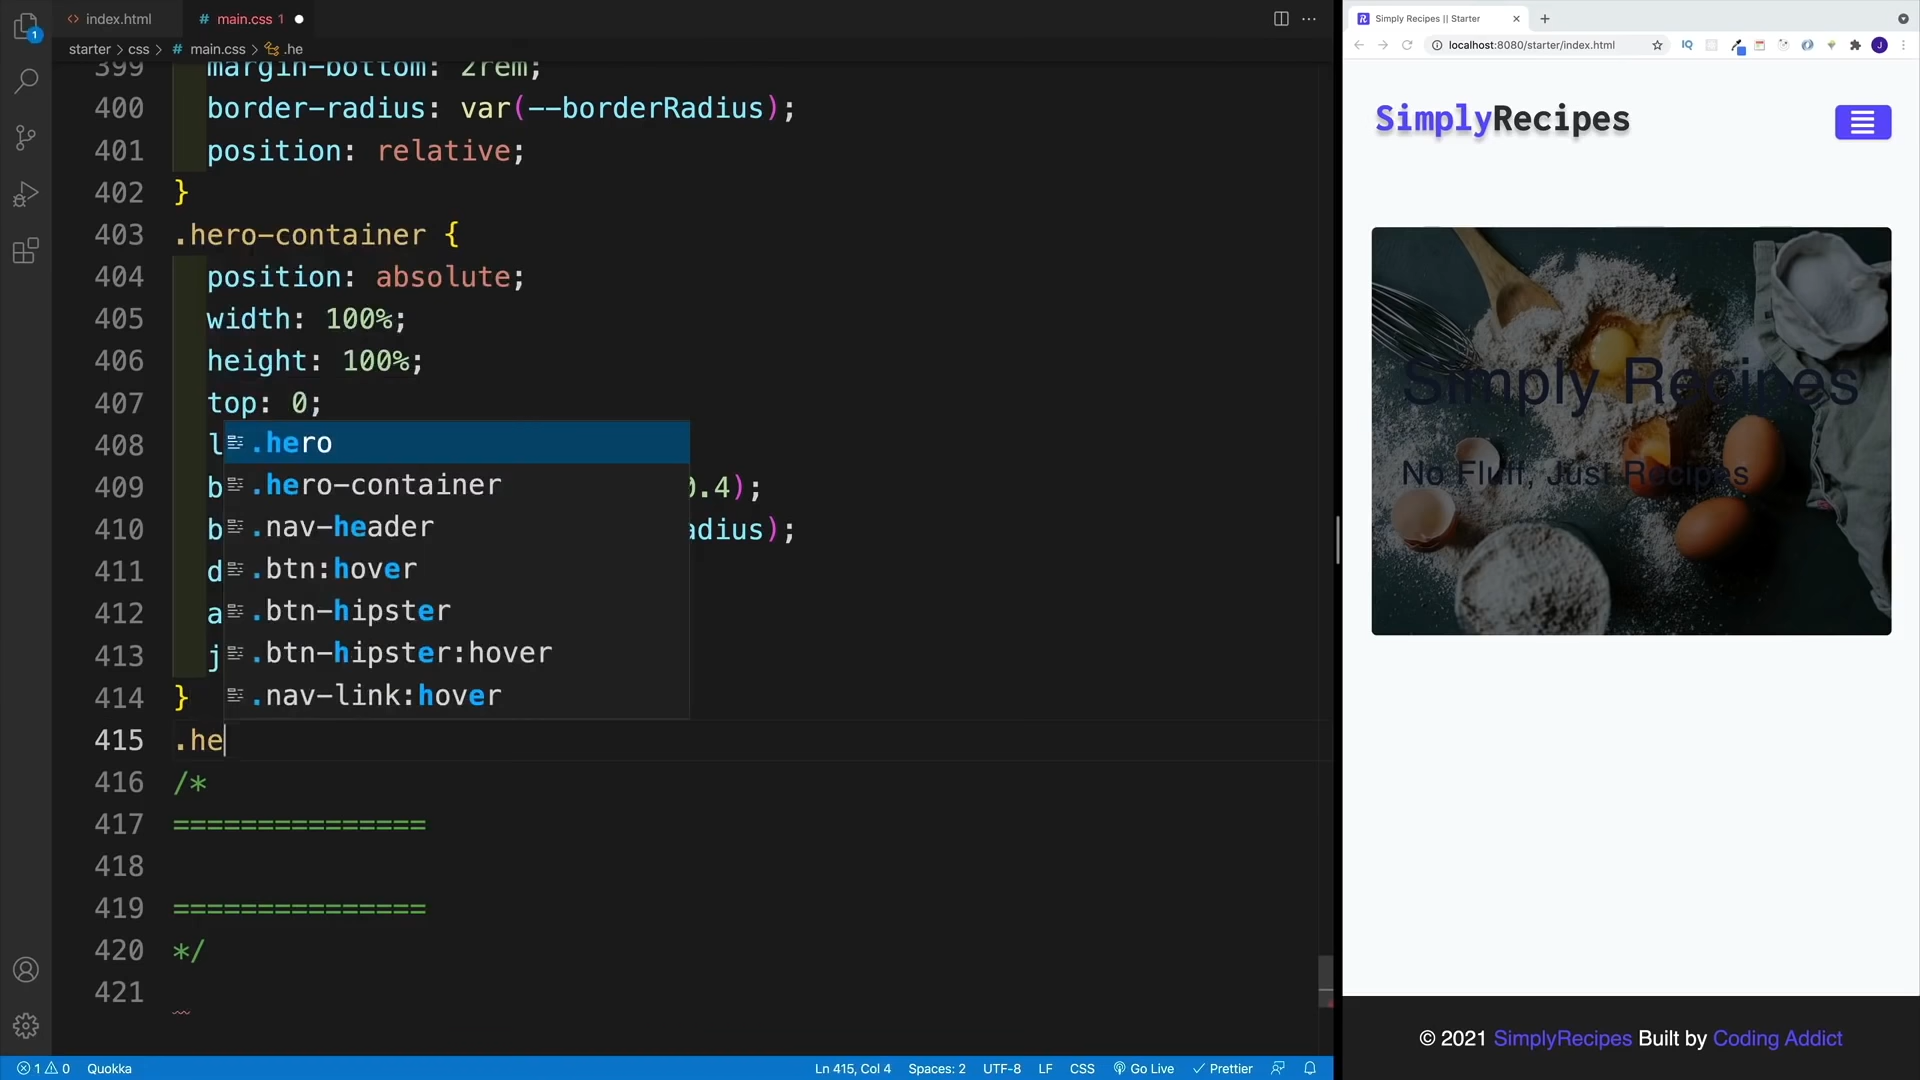 index.html
# main.css 1
Simply Recipes || Starter
starter > css > # main.css > .he
localhost:8080/starter/index.html
399 margin-bottom: 2rem;
400 border-radius: var(--borderRadius);
401 position: relative;
402 }
403 .hero-container {
404 position: absolute;
405 width: 100%;
406 height: 100%;
407 top: 0;
408 l
409 b 0.4);
410 b adius);
411 d
412 a
413 j
414 }
415 .he
416 /*
417 ===============
418
419 ===============
420 */
421
.hero
.hero-container
.nav-header
.btn:hover
.btn-hipster
.btn-hipster:hover
.nav-link:hover
1
SimplyRecipes
Simply Recipes
No Fluff, Just Recipes
© 2021 SimplyRecipes Built by Coding Addict
1 0 Quokka Ln 415, Col 4 Spaces: 2 UTF-8 LF CSS Go Live Prettier